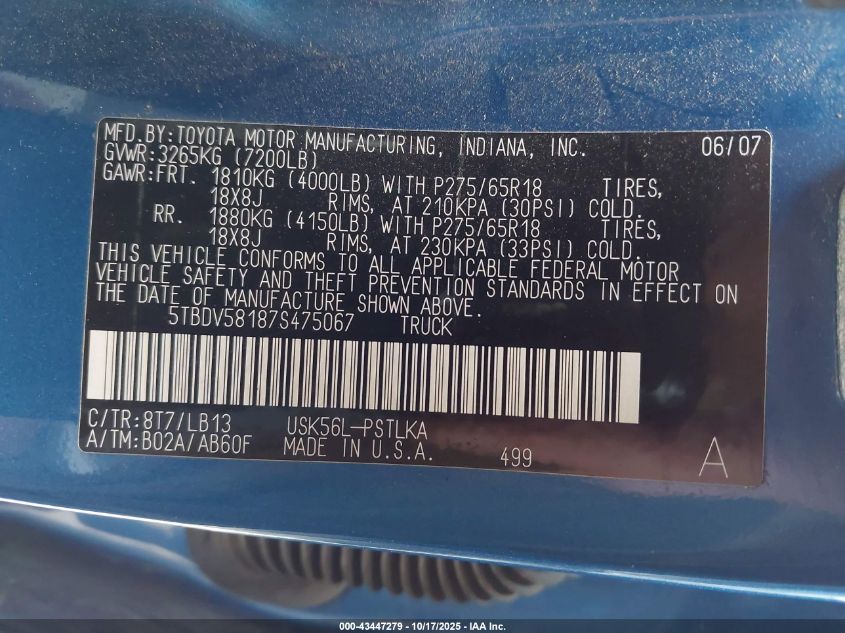 MFD.BY:TOYOTA MOTOR MANUFACTURING, INDIANA, INC. 06/07
GVWR:3265KG (7200LB)
GAWR:FRT. 1810KG (4000LB) WITH P275/65R18 TIRES,
18X8J RIMS, AT 210KPA (30PSI) COLD.
RR. 1880KG (4150LB) WITH P275/65R18 TIRES,
18X8J RIMS, AT 230KPA (33PSI) COLD.
THIS VEHICLE CONFORMS TO ALL APPLICABLE FEDERAL MOTOR
VEHICLE SAFETY AND THEFT PREVENTION STANDARDS IN EFFECT ON
THE DATE OF MANUFACTURE SHOWN ABOVE.
5TBDV58187S475067 TRUCK
C/TR:8T7/LB13 USK56L-PSTLKA
A/TM:B02A/AB60F MADE IN U.S.A. 499 A
000-43447279 - 10/17/2025 - IAA Inc.